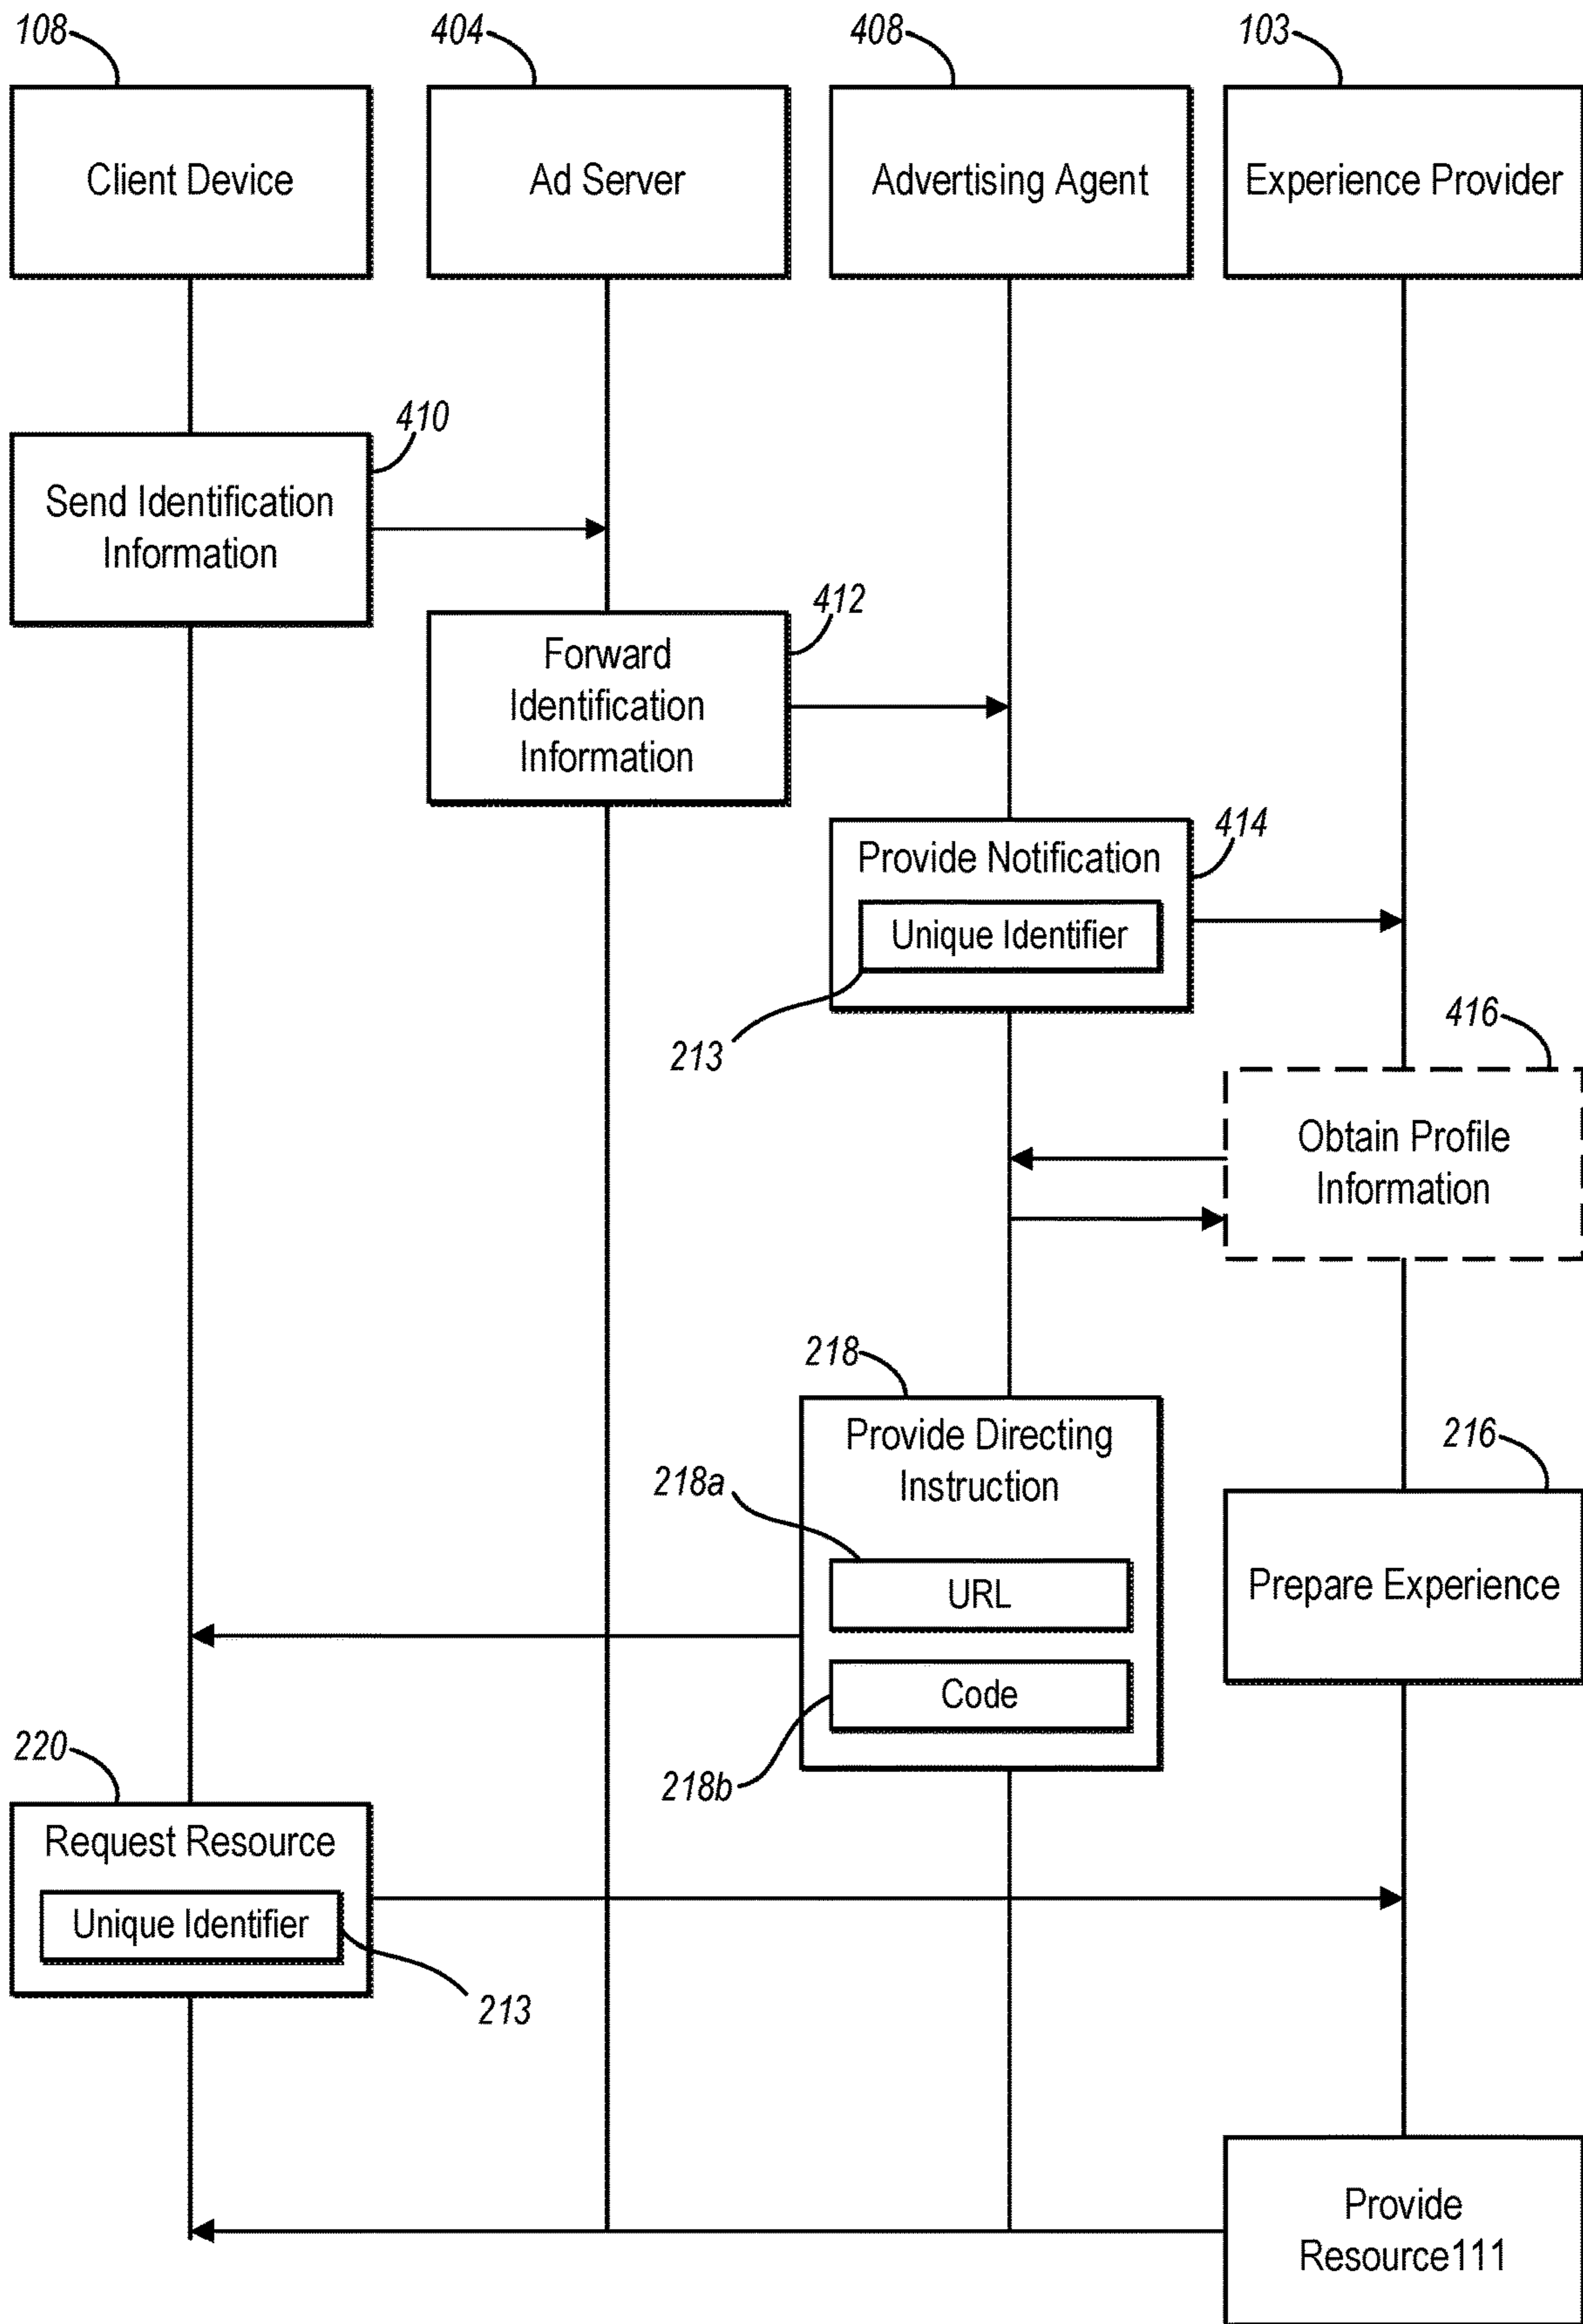 108
404
408
103
Client Device
Ad Server
Advertising Agent
Experience Provider
410
Send Identification
Information
412
Forward
Identification
Information
414
Provide Notification
Unique Identifier
213
416
Obtain Profile
Information
218
Provide Directing
Instruction
218a
URL
Code
218b
216
Prepare Experience
220
Request Resource
Unique Identifier
213
Provide
Resource111